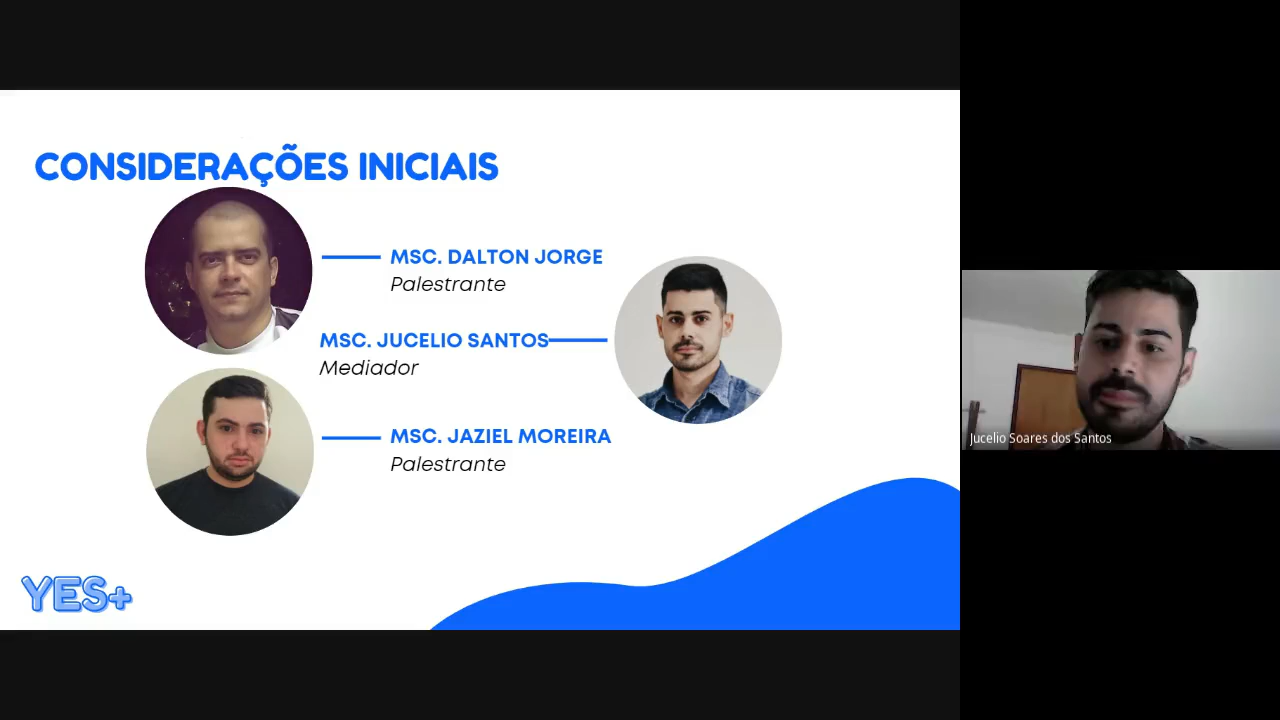 CONSIDERAÇÕES INICIAIS
MSC. DALTON JORGE
Palestrante
MSC. JUCELIO SANTOS
Mediador
MSC. JAZIEL MOREIRA
Palestrante
YES+
Jucelio Soares dos Santos